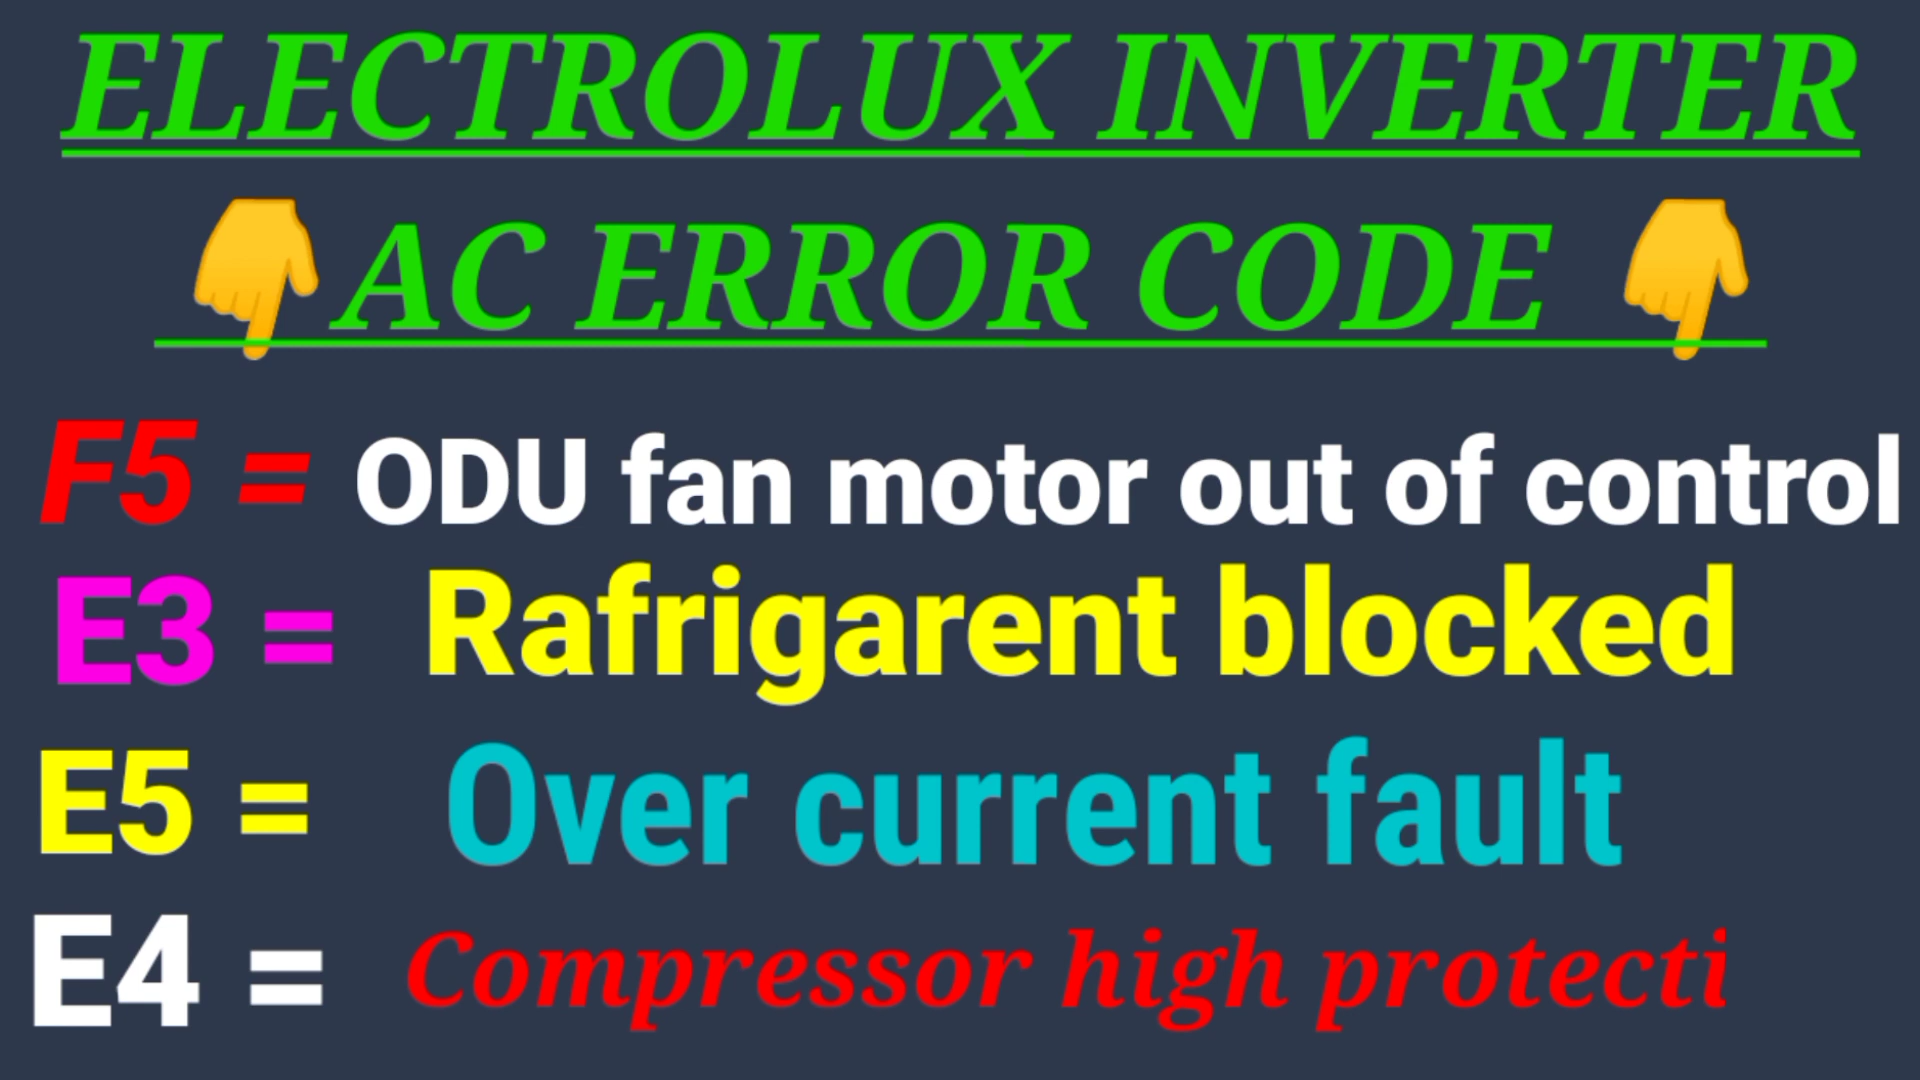 ELECTROLUX INVERTER
👇AC ERROR CODE 👇
F5 = ODU fan motor out of control
E3 = Rafrigarent blocked
E5 = Over current fault
E4 = Compressor high protecti